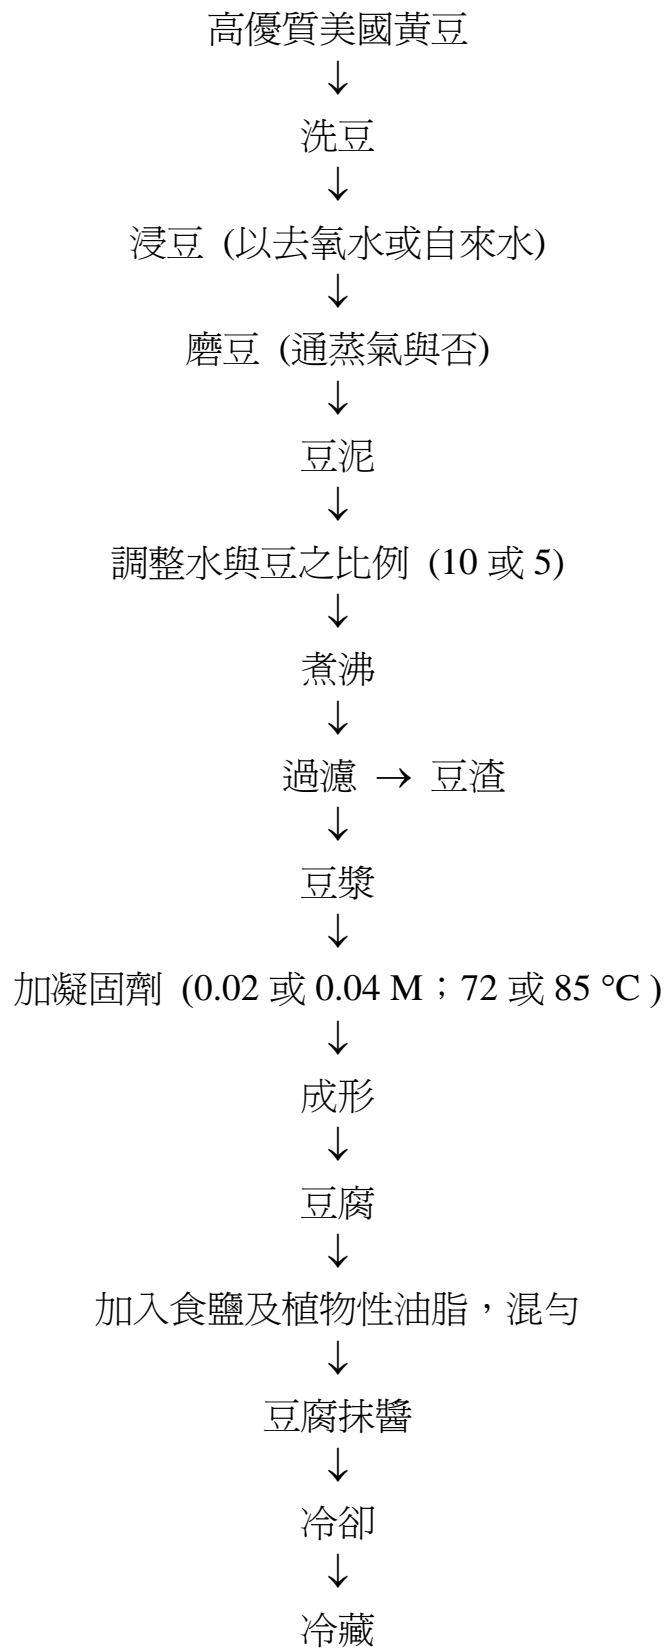 高優質美國黃豆
↓
洗豆
↓
浸豆 (以去氧水或自來水)
↓
磨豆 (通蒸氣與否)
↓
豆泥
↓
調整水與豆之比例 (10 或 5)
↓
煮沸
↓
過濾 → 豆渣
↓
豆漿
↓
加凝固劑 (0.02 或 0.04 M；72 或 85 °C )
↓
成形
↓
豆腐
↓
加入食鹽及植物性油脂，混勻
↓
豆腐抹醬
↓
冷卻
↓
冷藏